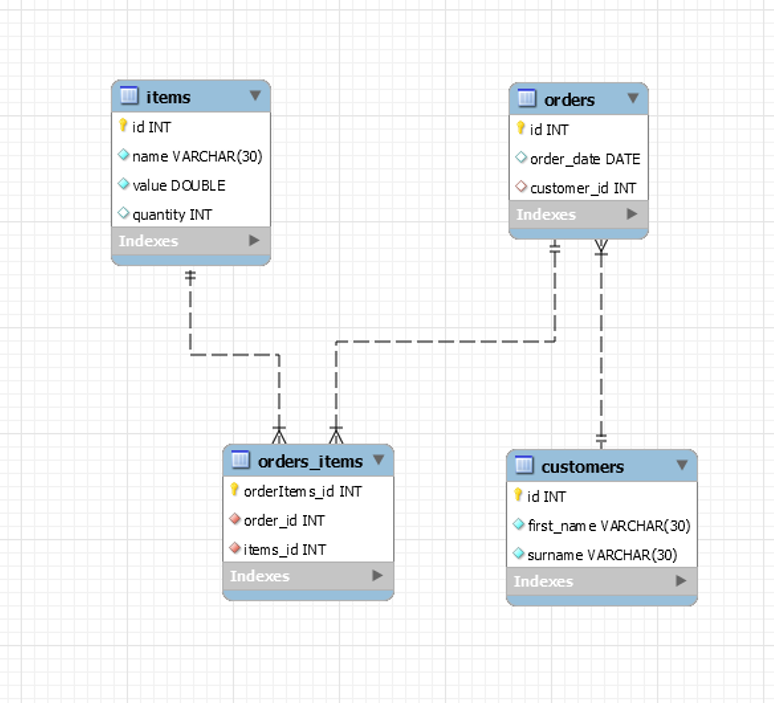 items
id INT
name VARCHAR(30)
value DOUBLE
quantity INT
Indexes
orders
id INT
order_date DATE
customer_id INT
Indexes
orders_items
orderItems_id INT
order_id INT
items_id INT
Indexes
customers
id INT
first_name VARCHAR(30)
surname VARCHAR(30)
Indexes